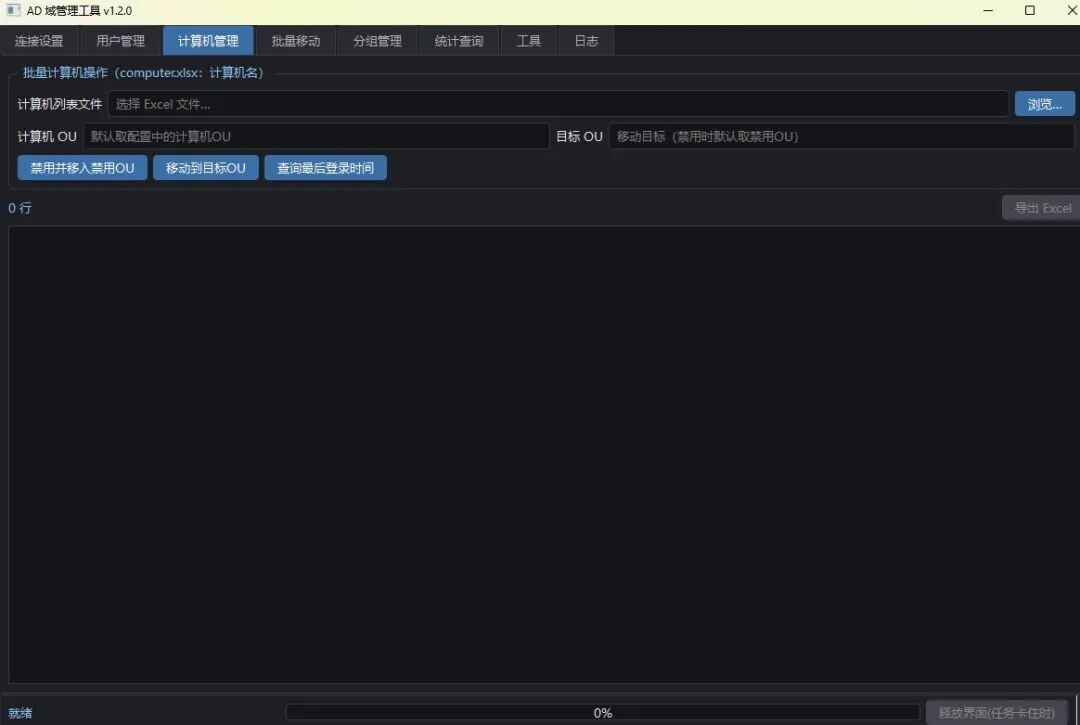 AD 域管理工具 v1.2.0
连接设置 用户管理 计算机管理 批量移动 分组管理 统计查询 工具 日志
批量计算机操作（computer.xlsx：计算机名）
计算机列表文件 选择 Excel 文件... 浏览...
计算机 OU 默认取配置中的计算机OU 目标 OU 移动目标（禁用时默认取禁用OU）
禁用并移入禁用OU 移动到目标OU 查询最后登录时间
0 行 导出 Excel
就绪 0% 释放界面(任务卡住时)